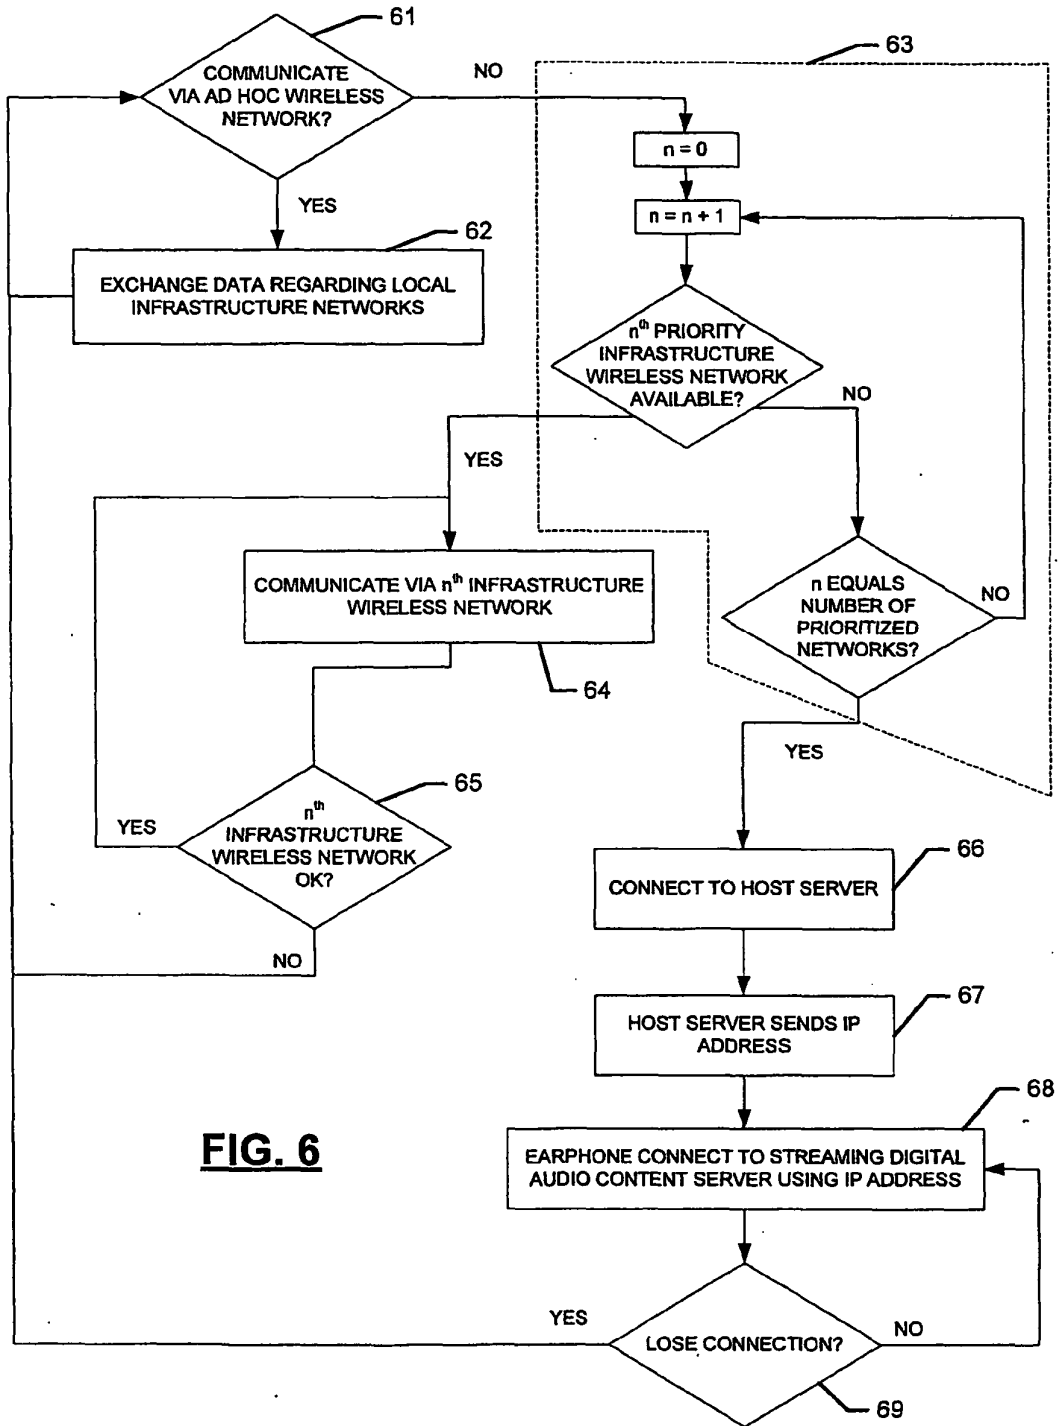 61
COMMUNICATE
VIA AD HOC WIRELESS
NETWORK?
NO
63
n = 0
YES
n = n + 1
62
EXCHANGE DATA REGARDING LOCAL
INFRASTRUCTURE NETWORKS
nth PRIORITY
INFRASTRUCTURE
WIRELESS NETWORK
AVAILABLE?
NO
YES
COMMUNICATE VIA nth INFRASTRUCTURE
WIRELESS NETWORK
64
n EQUALS
NUMBER OF
PRIORITIZED
NETWORKS?
NO
YES
65
nth
INFRASTRUCTURE
WIRELESS NETWORK
OK?
YES
NO
66
CONNECT TO HOST SERVER
67
HOST SERVER SENDS IP
ADDRESS
68
EARPHONE CONNECT TO STREAMING DIGITAL
AUDIO CONTENT SERVER USING IP ADDRESS
FIG. 6
YES
LOSE CONNECTION?
NO
69